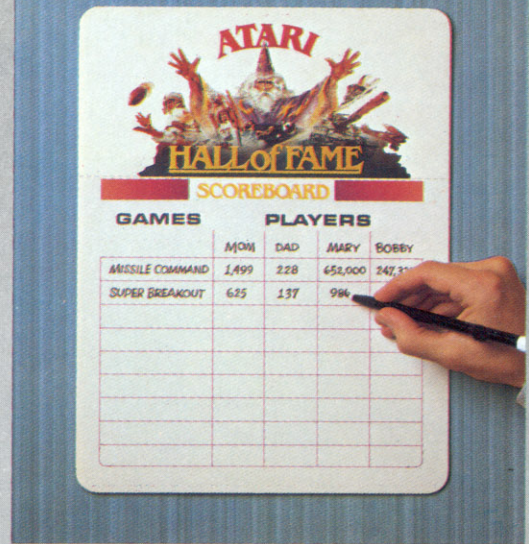 ATARI
HALL of FAME
SCOREBOARD
GAMES PLAYERS
MOM DAD MARY BOBBY
MISSILE COMMAND 1,499 228 652,000
SUPER BREAKOUT 625 137 986